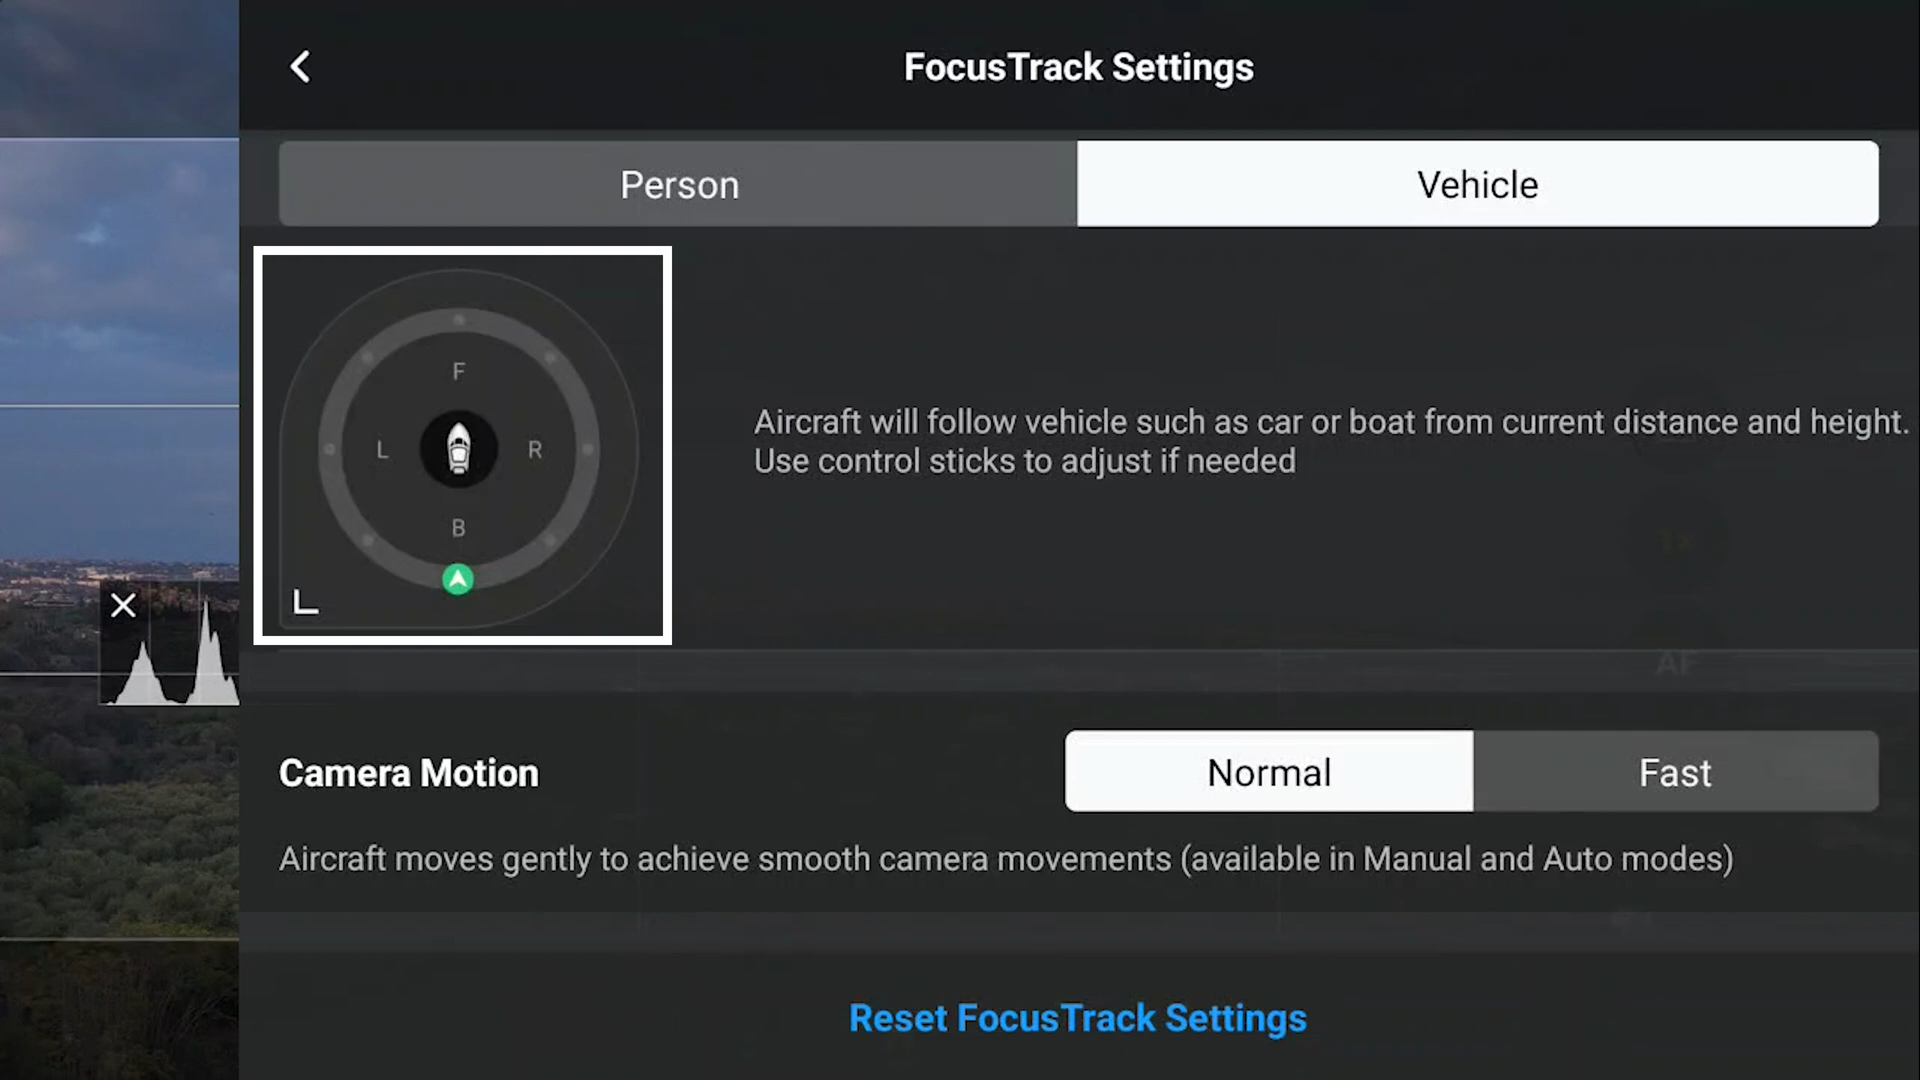 FocusTrack Settings
Person
Vehicle
F
L
R
B
Aircraft will follow vehicle such as car or boat from current distance and height.
Use control sticks to adjust if needed
AF
Camera Motion
Normal
Fast
Aircraft moves gently to achieve smooth camera movements (available in Manual and Auto modes)
Reset FocusTrack Settings